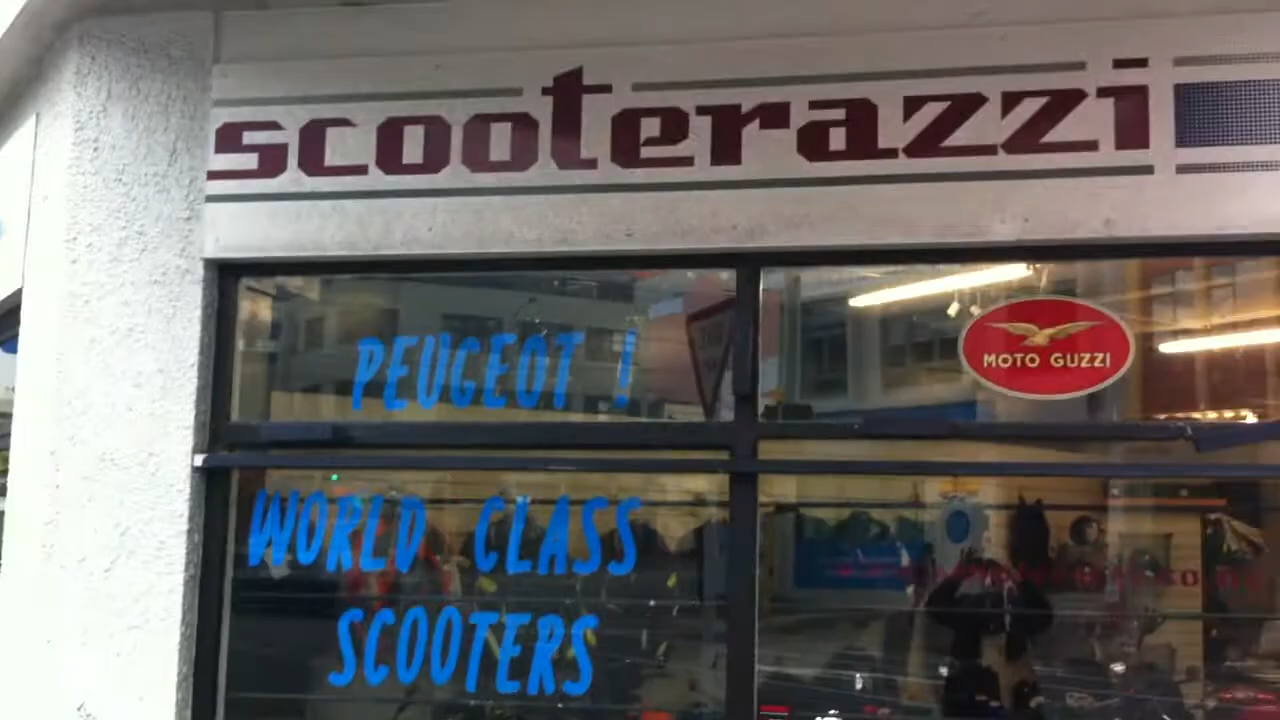 scooterazzi
PEUGEOT !
MOTO GUZZI
WORLD CLASS
SCOOTERS